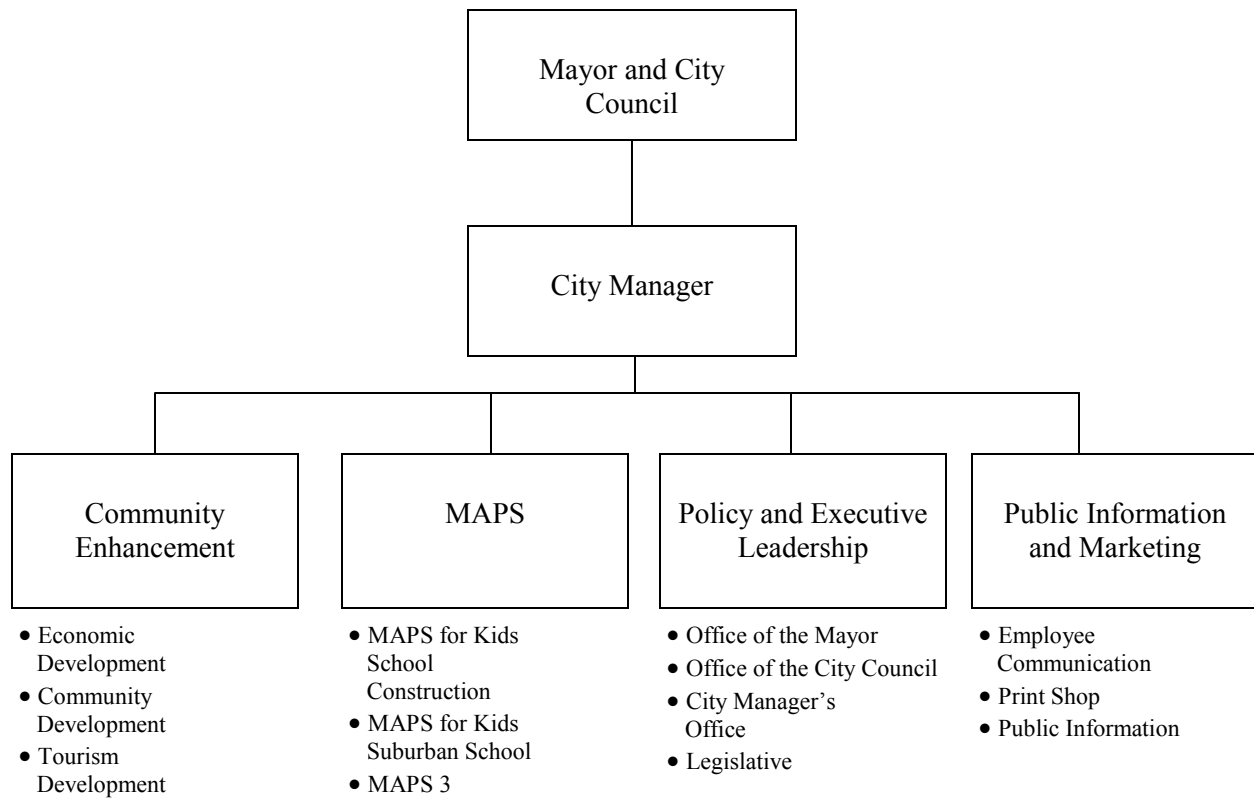 Mayor and City
Council
City Manager
Community
Enhancement
• Economic
Development
• Community
Development
• Tourism
Development
MAPS
• MAPS for Kids
School
Construction
• MAPS for Kids
Suburban School
• MAPS 3
Policy and Executive
Leadership
• Office of the Mayor
• Office of the City Council
• City Manager’s
Office
• Legislative
Public Information
and Marketing
• Employee
Communication
• Print Shop
• Public Information